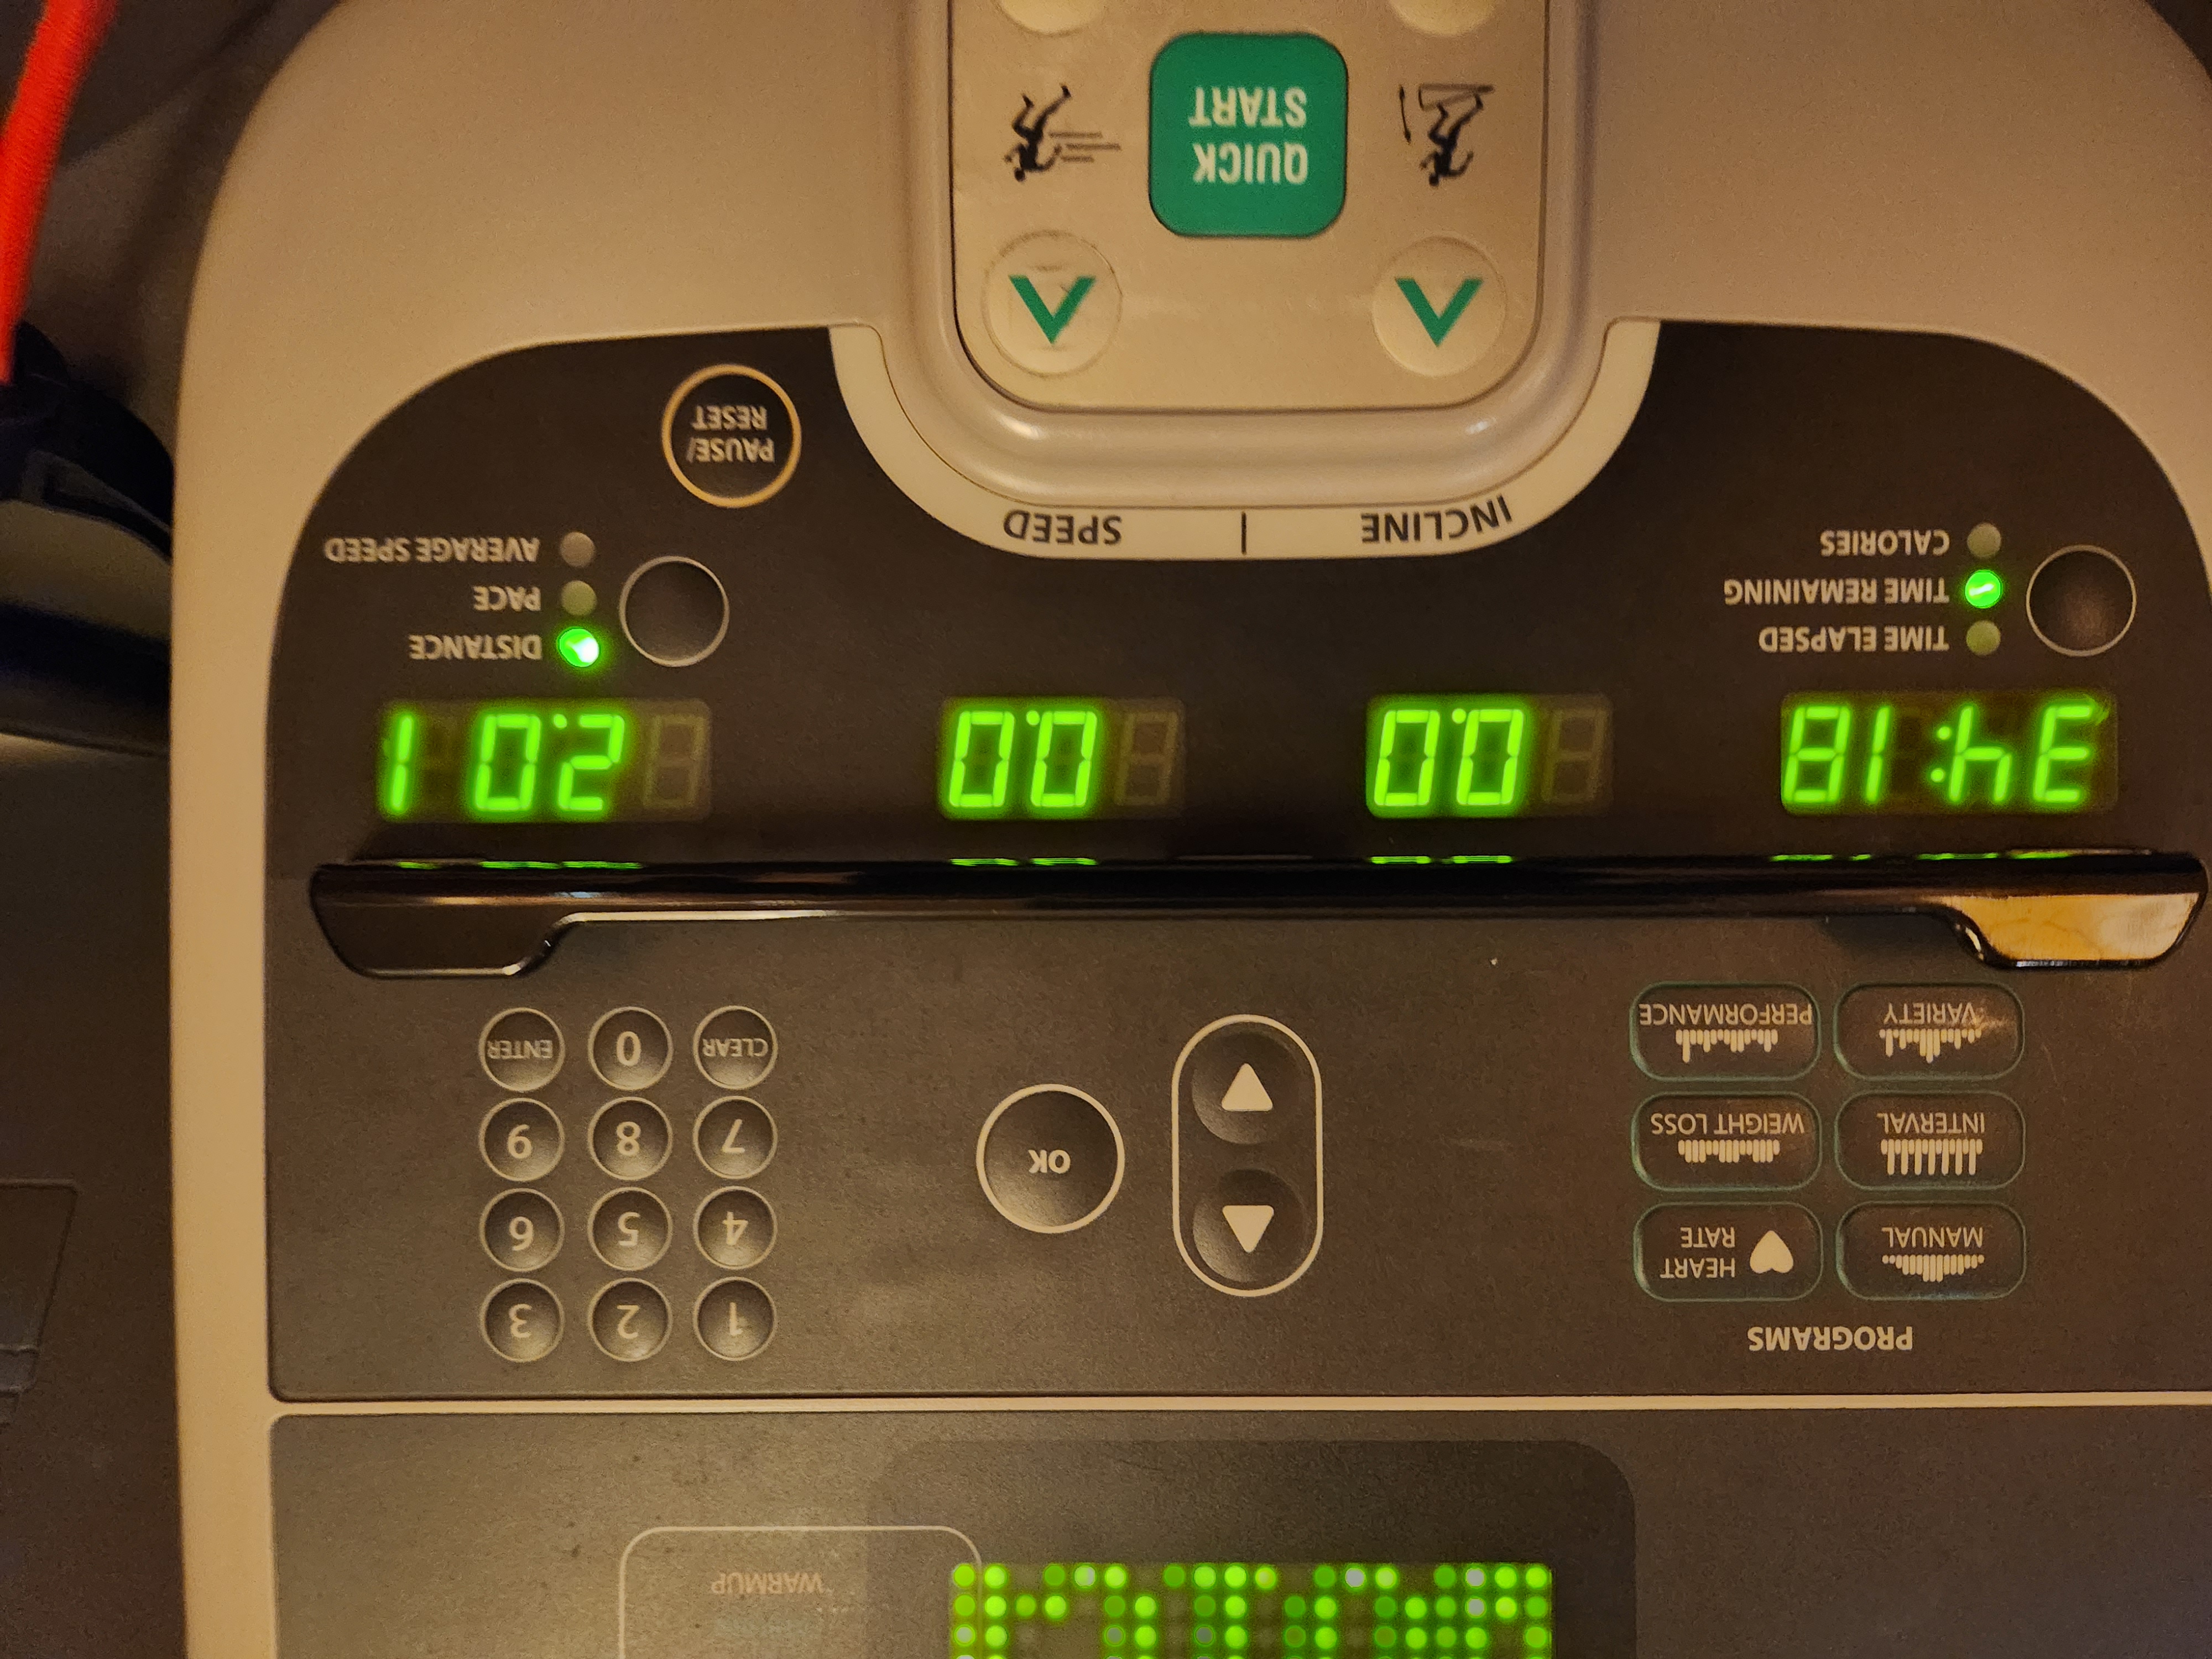 WARMUP
PROGRAMS
MANUAL
HEART
RATE
INTERVAL
WEIGHT LOSS
VARIETY
PERFORMANCE
OK
1 2 3
4 5 6
7 8 9
CLEAR 0 ENTER
34:18
0.0
0.0
2.01
TIME ELAPSED
TIME REMAINING
CALORIES
DISTANCE
PACE
AVERAGE SPEED
INCLINE | SPEED
PAUSE/
RESET
QUICK
START